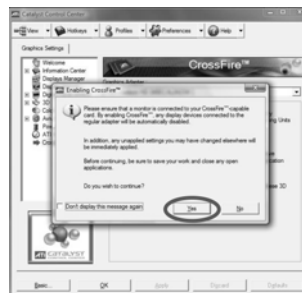 Catalyst Control Center
View
Hotkeys
Profiles
Preferences
Help
Graphics Settings
Welcome
Information Center
Displays Manager
CrossFire™
Graphics Adapter
Enabling CrossFire™
Please ensure that a monitor is connected to your CrossFire™-capable
card. By enabling CrossFire™, any display devices connected to the
regular adapter will be automatically disabled.
In addition, any unapplied settings you may have changed elsewhere will
be immediately applied.
Before continuing, be sure to save your work and close any open
applications.
Do you wish to continue?
Don't display this message again
Yes
No
CATALYST
Basic...
OK
Apply
Discard
Defaults